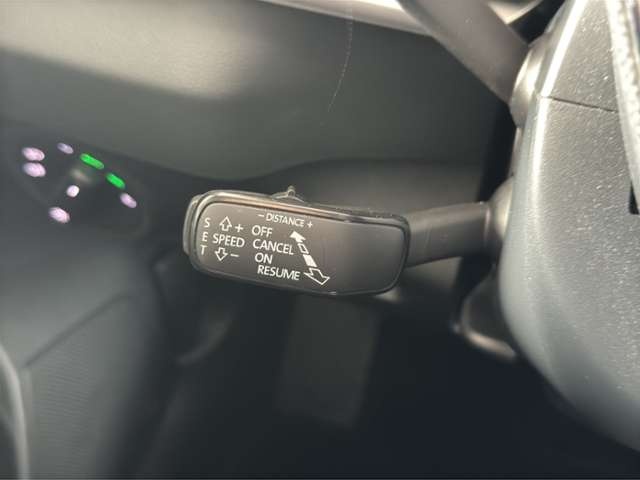 − DISTANCE +
S E T
SPEED
+
−
OFF
CANCEL
ON
RESUME